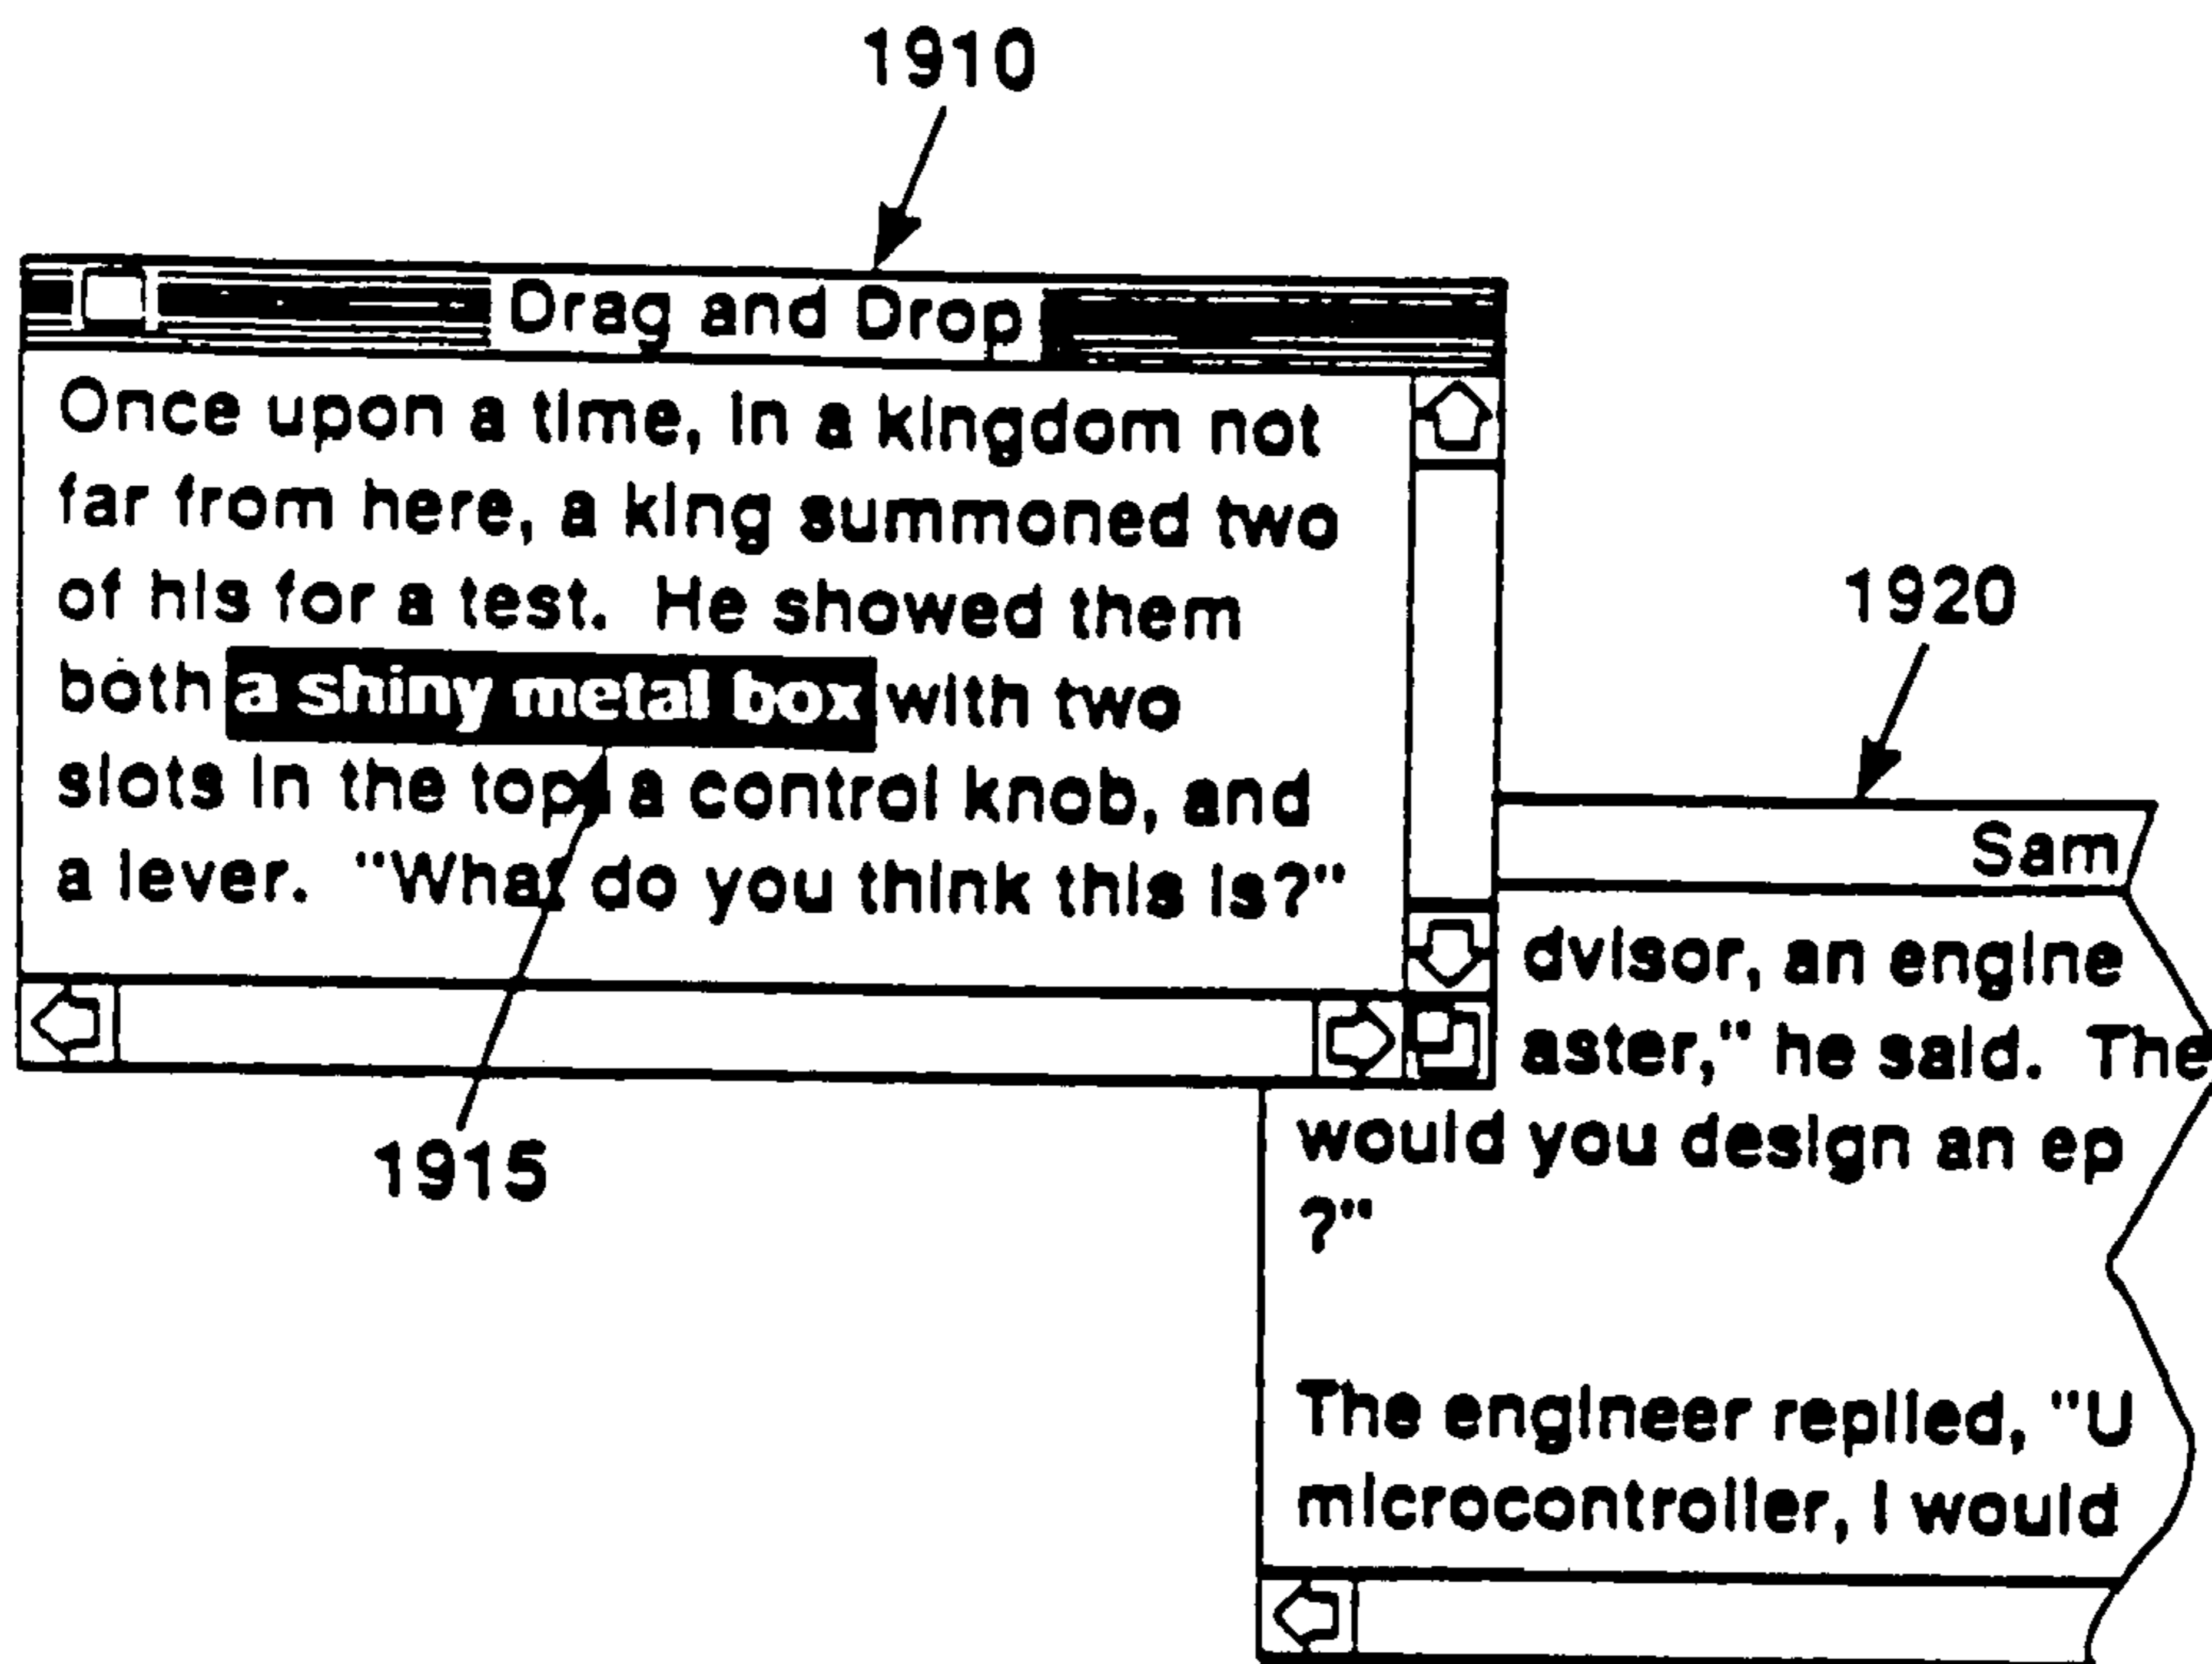 1910
Drag and Drop
Once upon a time, in a kingdom not
far from here, a king summoned two
of his for a test. He showed them
both a shiny metal box with two
slots in the top, a control knob, and
a lever. "What do you think this is?"
1915
1920
Sam
dvisor, an engine
aster," he said. The
would you design an ep
?"
The engineer replied, "U
microcontroller, I would